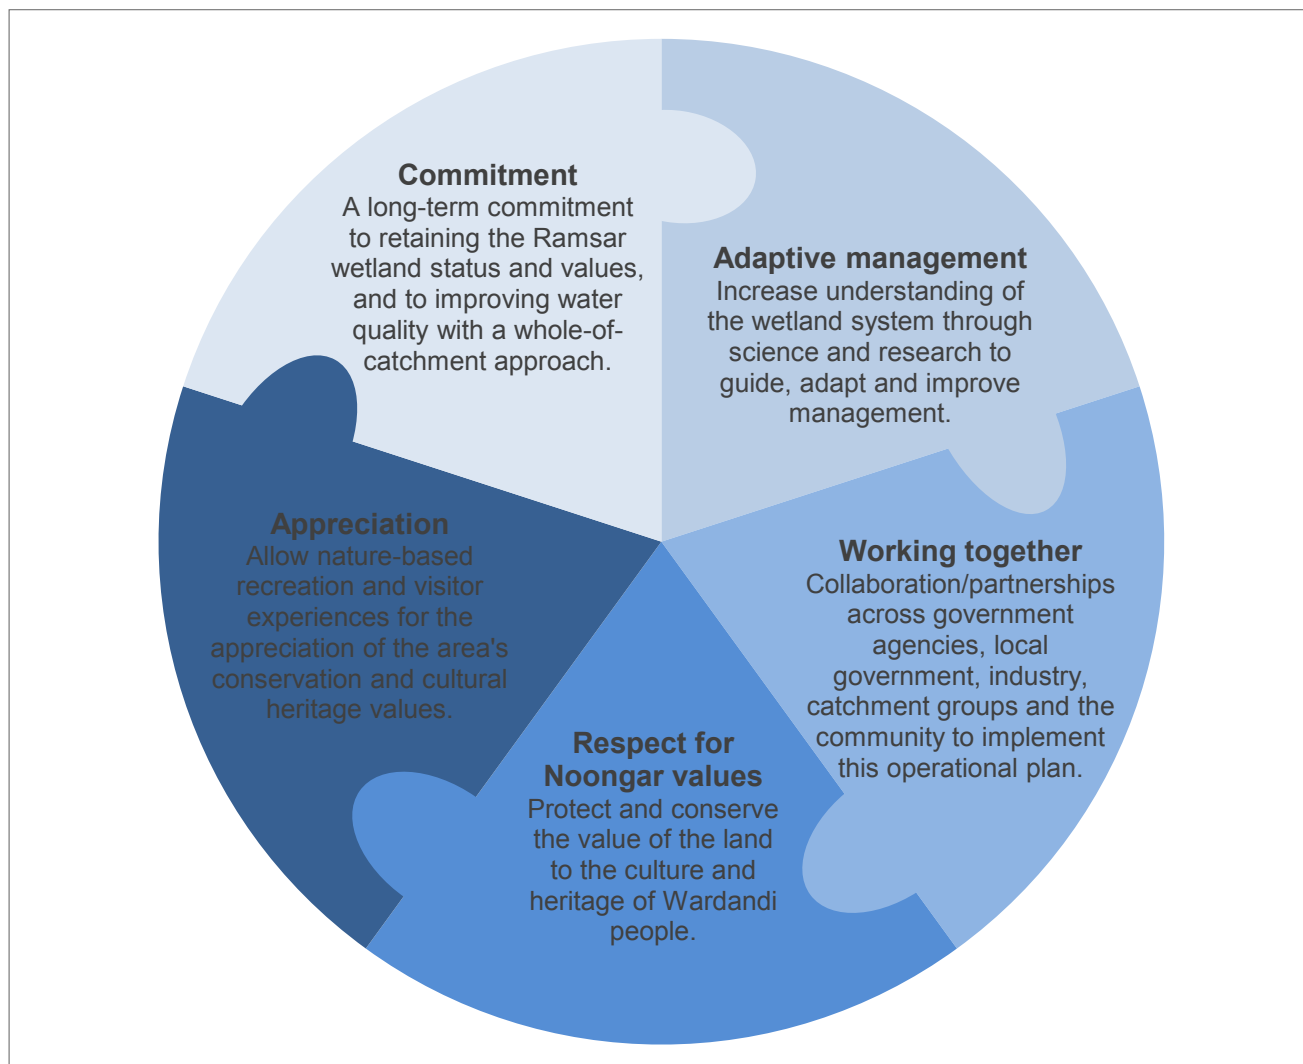 Commitment
A long-term commitment
to retaining the Ramsar
wetland status and values,
and to improving water
quality with a whole-of-
catchment approach.
Adaptive management
Increase understanding of
the wetland system through
science and research to
guide, adapt and improve
management.
Working together
Collaboration/partnerships
across government
agencies, local
government, industry,
catchment groups and the
community to implement
this operational plan.
Respect for
Noongar values
Protect and conserve
the value of the land
to the culture and
heritage of Wardandi
people.
Appreciation
Allow nature-based
recreation and visitor
experiences for the
appreciation of the area's
conservation and cultural
heritage values.